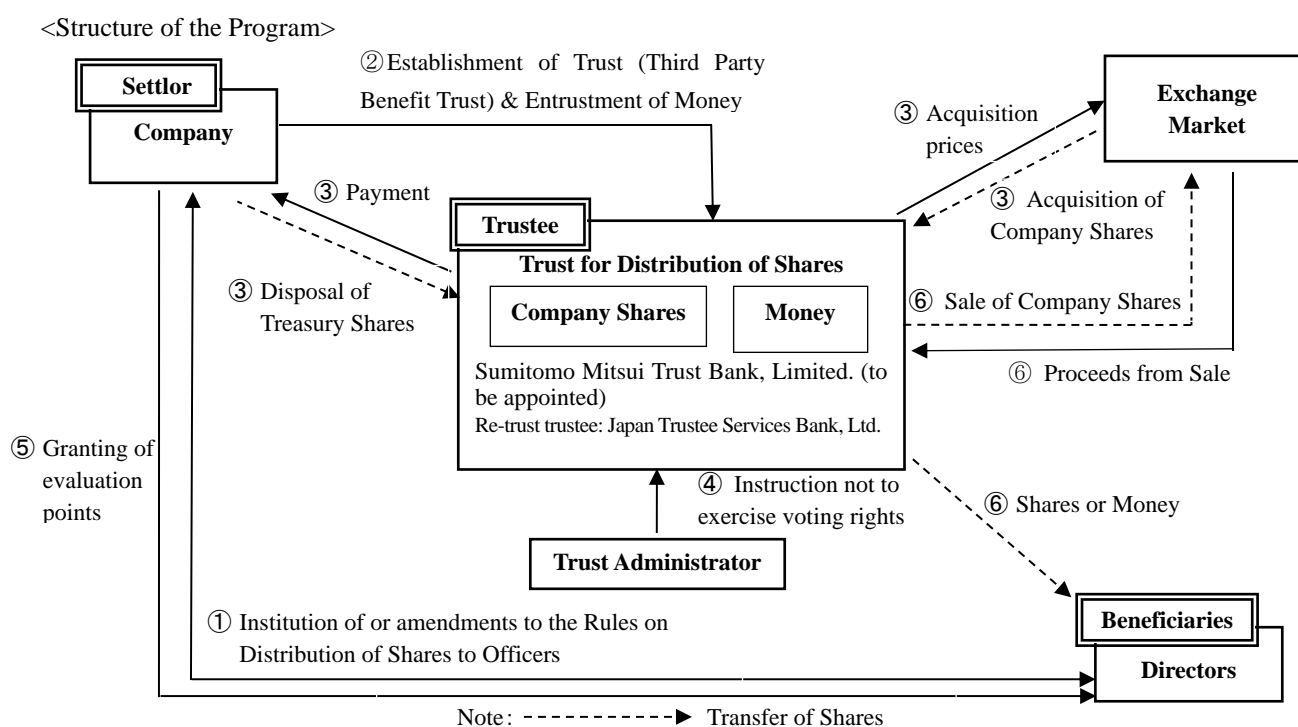 <Structure of the Program>
Settlor
Company
②Establishment of Trust (Third Party
Benefit Trust) & Entrustment of Money
③ Acquisition
prices
Exchange
Market
③ Payment
③ Acquisition of
Company Shares
Trustee
Trust for Distribution of Shares
Company Shares
Money
③ Disposal of
Treasury Shares
⑥ Sale of Company Shares
Sumitomo Mitsui Trust Bank, Limited. (to
be appointed)
Re-trust trustee: Japan Trustee Services Bank, Ltd.
⑥ Proceeds from Sale
⑤ Granting of
evaluation
points
④ Instruction not to
exercise voting rights
⑥ Shares or Money
Trust Administrator
① Institution of or amendments to the Rules on
Distribution of Shares to Officers
Beneficiaries
Directors
Note: Transfer of Shares